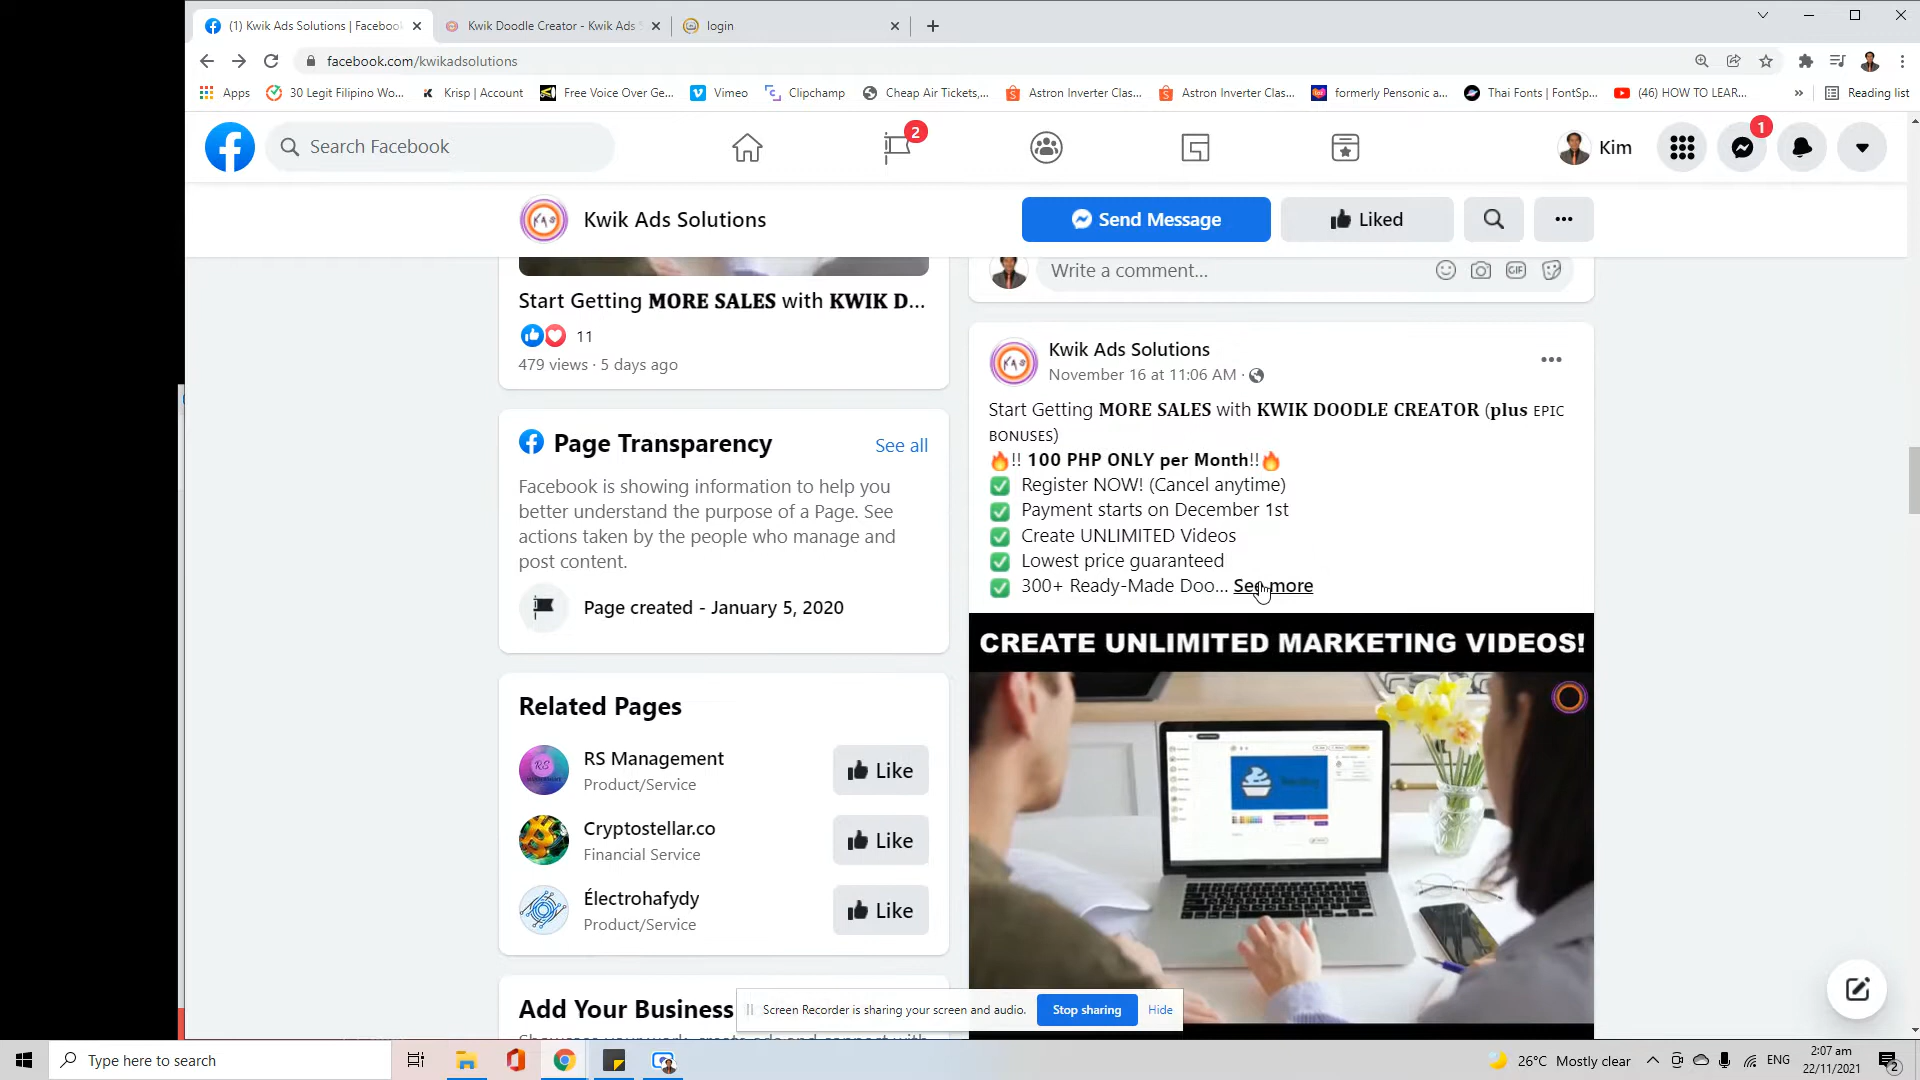 (1) Kwik Ads Solutions | Facebook
Kwik Doodle Creator - Kwik Ads
login
facebook.com/kwikadsolutions
Apps
30 Legit Filipino Wo...
Krisp | Account
Free Voice Over Ge...
Vimeo
Clipchamp
Cheap Air Tickets,...
Astron Inverter Clas...
Astron Inverter Clas...
formerly Pensonic a...
Thai Fonts | FontSp...
(46) HOW TO LEAR...
»
Reading list
Search Facebook
2
Kim
1
KAS
Kwik Ads Solutions
Send Message
Liked
Start Getting MORE SALES with KWIK D...
11
479 views · 5 days ago
Page Transparency
See all
Facebook is showing information to help you
better understand the purpose of a Page. See
actions taken by the people who manage and
post content.
Page created - January 5, 2020
Related Pages
RS
RS Management
Product/Service
Like
Cryptostellar.co
Financial Service
Like
Électrohafydy
Product/Service
Like
Add Your Business
Write a comment...
GIF
KAS
Kwik Ads Solutions
November 16 at 11:06 AM ·
Start Getting MORE SALES with KWIK DOODLE CREATOR (plus EPIC
BONUSES)
🔥!! 100 PHP ONLY per Month!!🔥
✅ Register NOW! (Cancel anytime)
✅ Payment starts on December 1st
✅ Create UNLIMITED Videos
✅ Lowest price guaranteed
✅ 300+ Ready-Made Doo... See more
CREATE UNLIMITED MARKETING VIDEOS!
Screen Recorder is sharing your screen and audio.
Stop sharing
Hide
Type here to search
26°C Mostly clear
ENG
2:07 am
22/11/2021
2